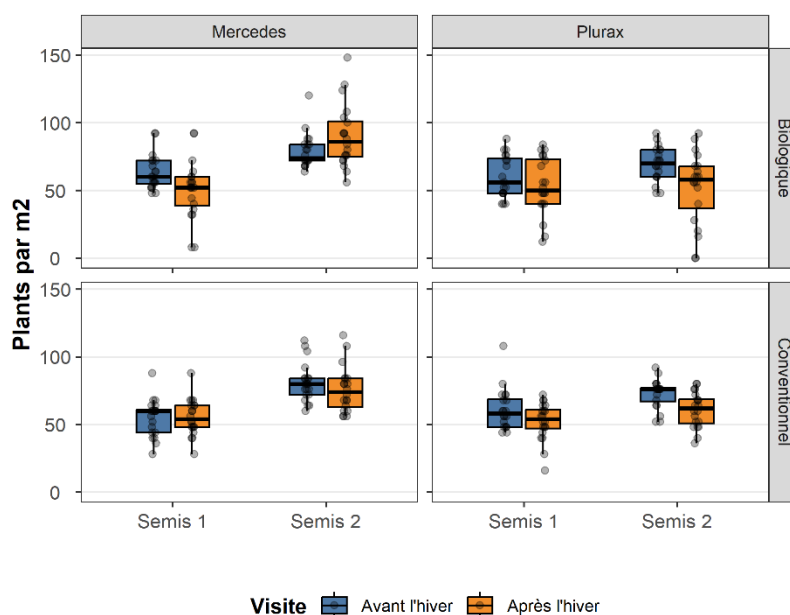 Mercedes
Plurax
Plants par m2
150
100
50
0
Biologique
150
100
50
0
Conventionnel
Semis 1
Semis 2
Semis 1
Semis 2
Visite Avant l'hiver Après l'hiver